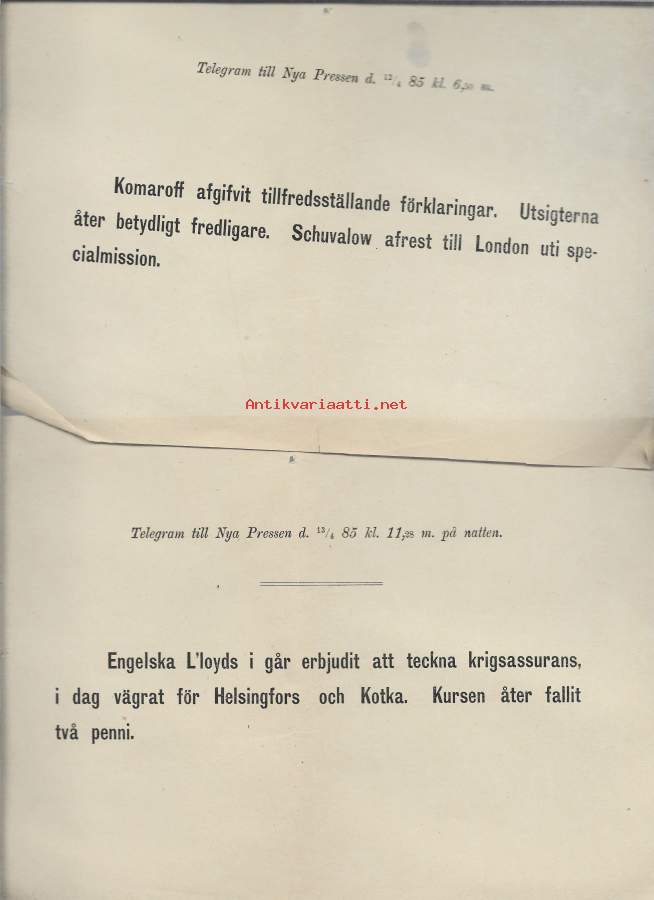 Telegram till Nya Pressen d. 12/4 85 kl. 6,50 m.
Komaroff afgifvit tillfredsställande förklaringar. Utsigterna
åter betydligt fredligare. Schuvalow afrest till London uti spe-
cialmission.
Antikvariaatti.net
Telegram till Nya Pressen d. 13/4 85 kl. 11,28 m. på natten.
Engelska L'loyds i går erbjudit att teckna krigsassurans,
i dag vägrat för Helsingfors och Kotka. Kursen åter fallit
två penni.